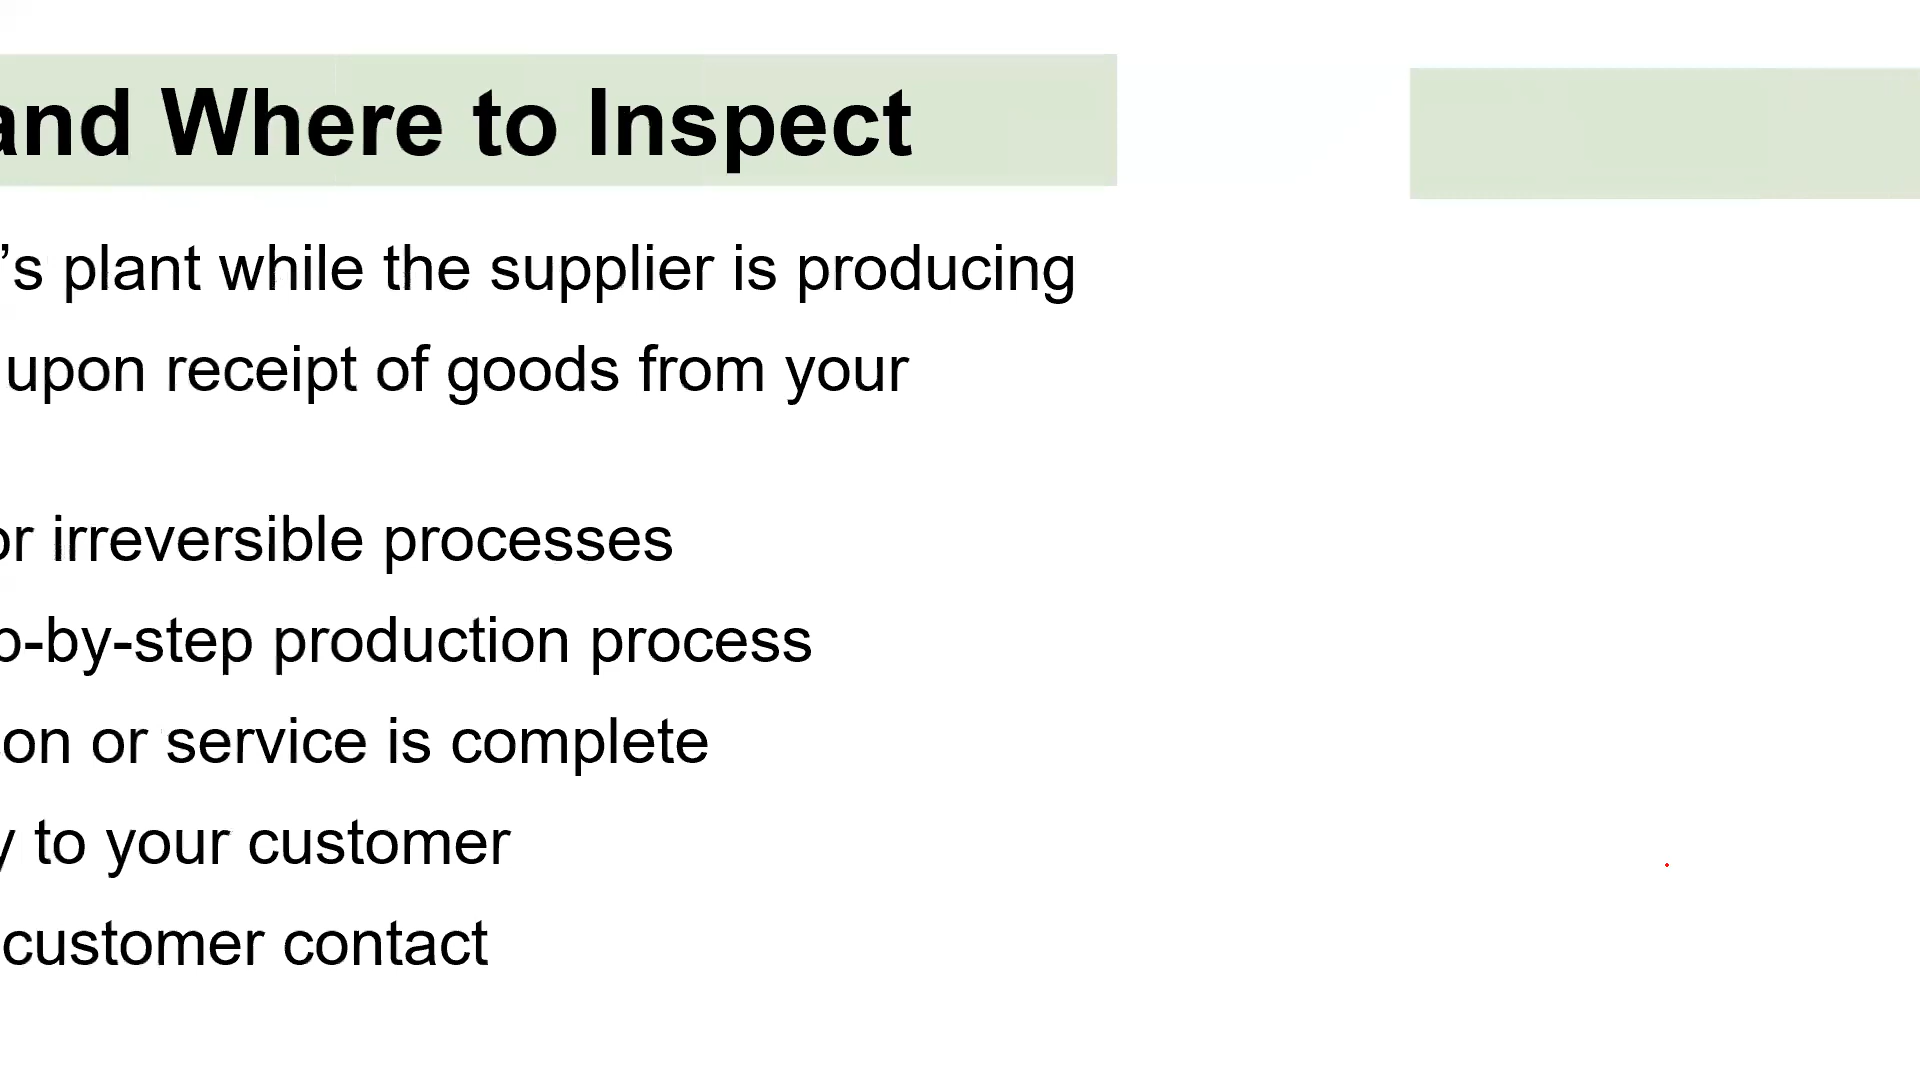 and Where to Inspect
’s plant while the supplier is producing
upon receipt of goods from your
or irreversible processes
p-by-step production process
on or service is complete
y to your customer
customer contact